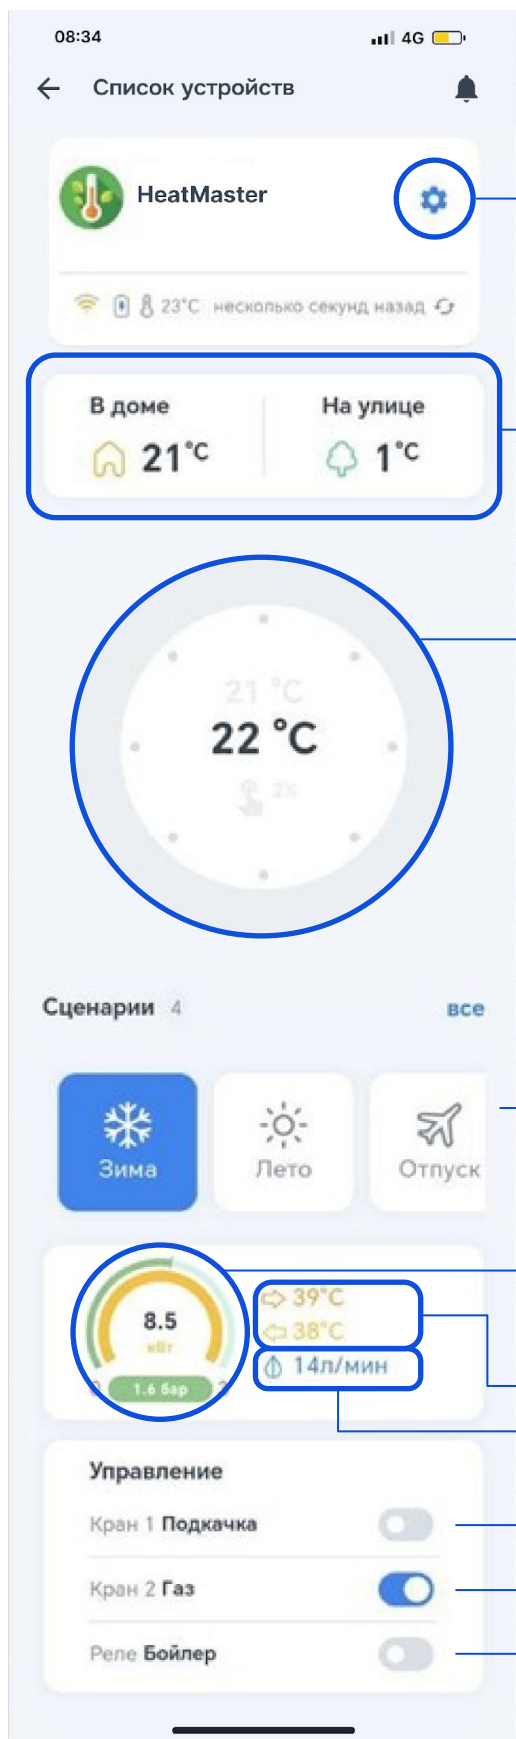 08:34
4G
Список устройств
HeatMaster
23°C несколько секунд назад
В доме
На улице
21°C
1°C
21 °C
22 °C
2X
Сценарии 4
все
Зима
Лето
Отпуск
8.5
кВт
0 1.6 бар 3
39°C
38°C
14л/мин
Управление
Кран 1 Подкачка
Кран 2 Газ
Реле Бойлер